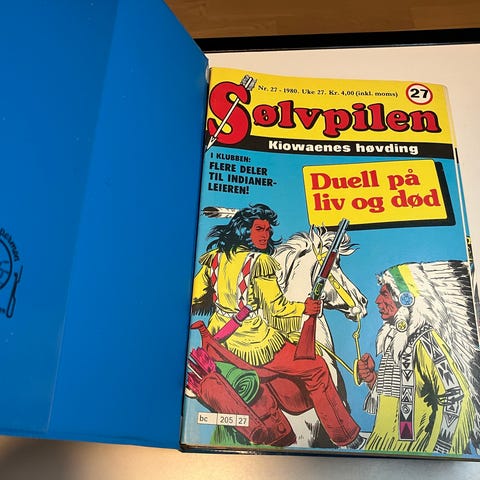 Nr. 27 - 1980. Uke 27. Kr. 4,00 (inkl. moms)
27
Sølvpilen
Kiowaenes høvding
I KLUBBEN:
FLERE DELER
TIL INDIANER-
LEIREN!
Duell på
liv og død
bc 205 27